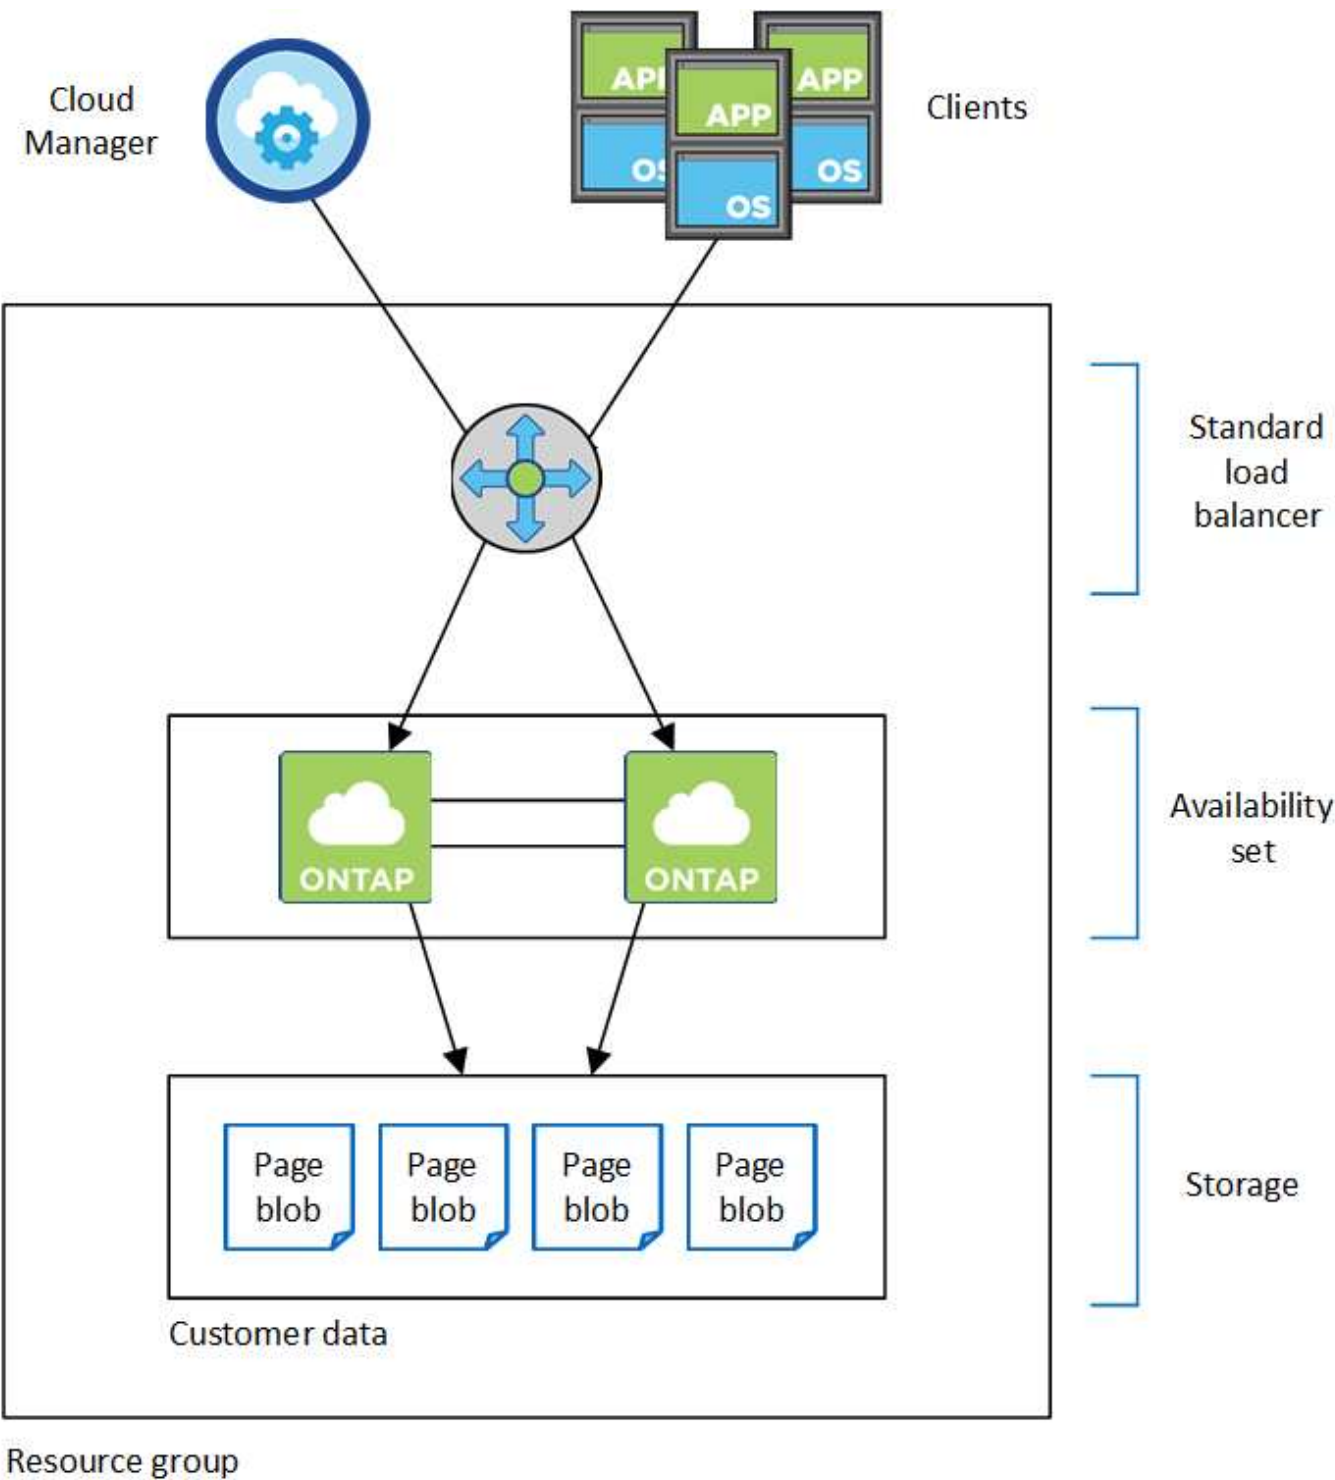 Cloud
Manager
APP
APP
APP
OS
OS
OS
Clients
Standard
load
balancer
ONTAP
ONTAP
Availability
set
Page
blob
Page
blob
Page
blob
Page
blob
Storage
Customer data
Resource group